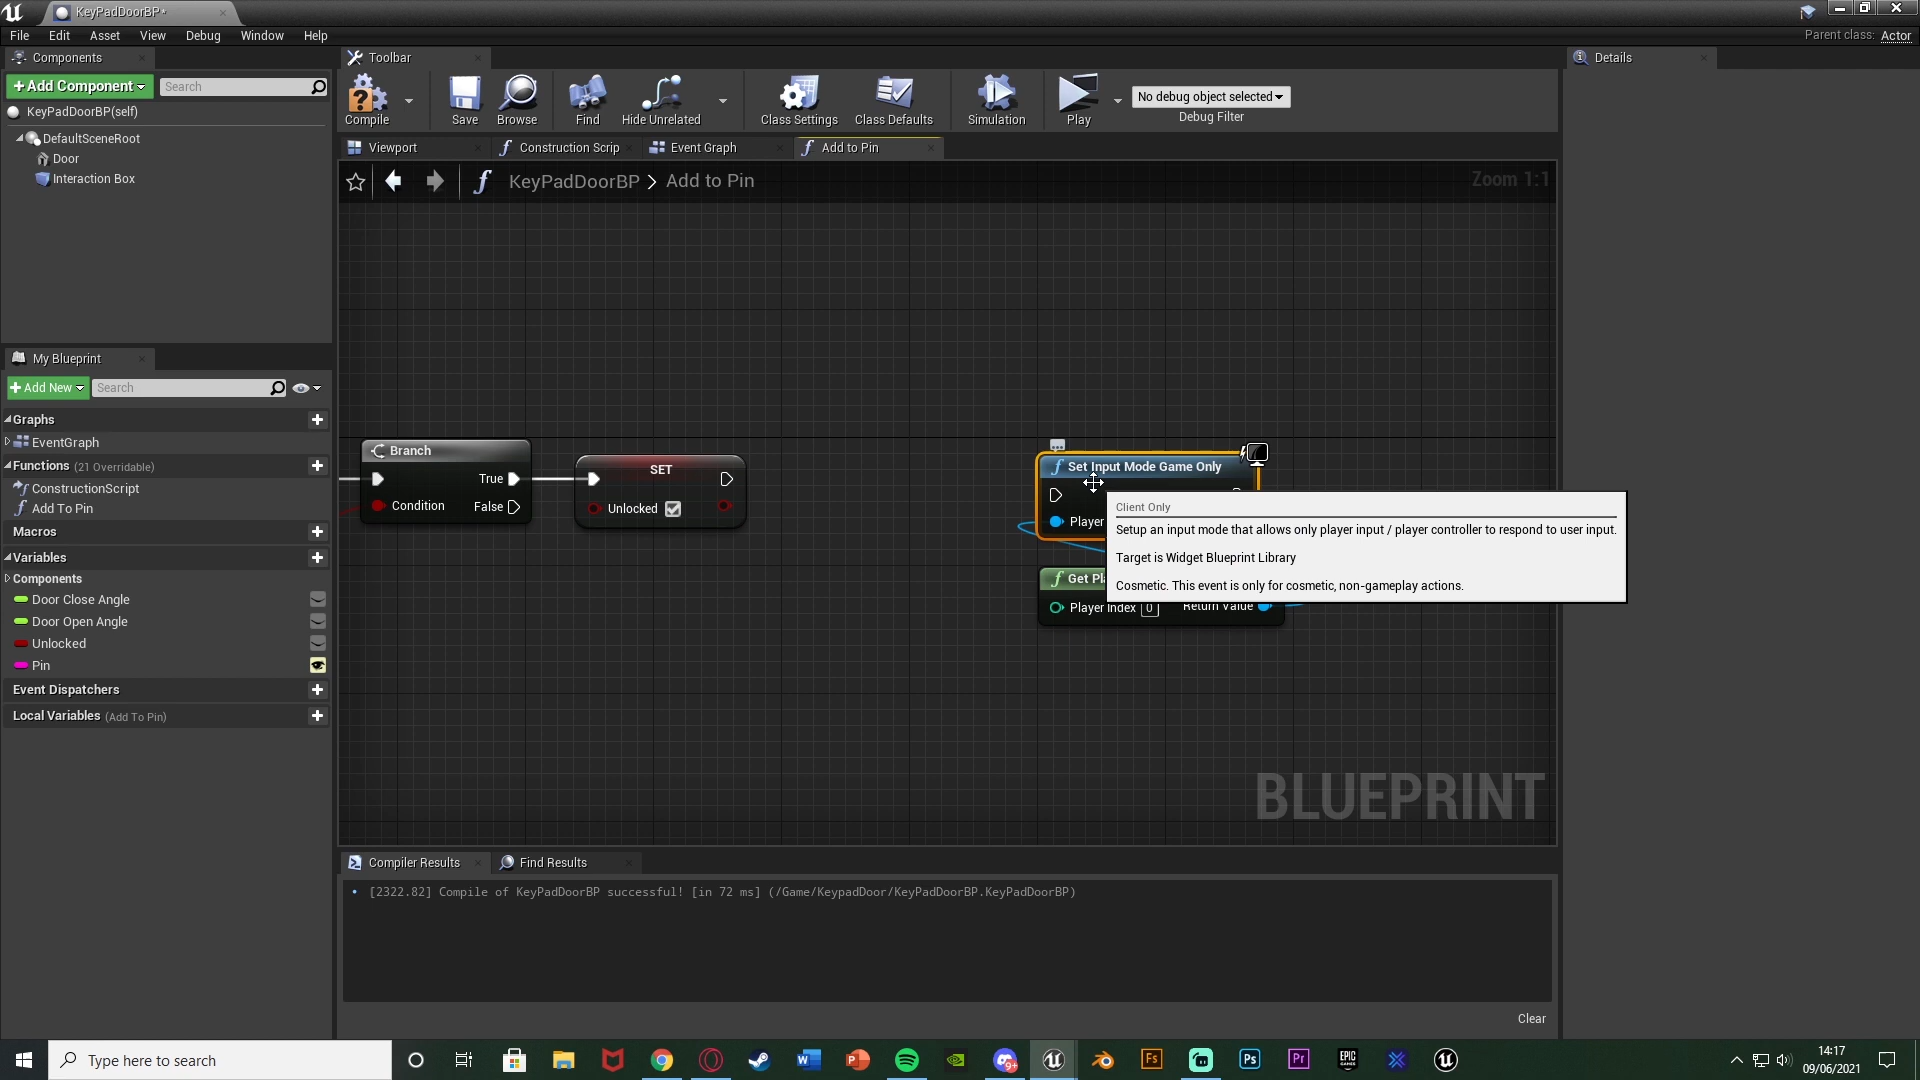 KeyPadDoorBP*
File Edit Asset View Debug Window Help
Parent class: Actor
Components
Toolbar
Details
Add Component
Search
KeyPadDoorBP(self)
DefaultSceneRoot
Door
Interaction Box
Compile
Save
Browse
Find
Hide Unrelated
Class Settings
Class Defaults
Simulation
Play
No debug object selected
Debug Filter
Viewport
Construction Scrip
Event Graph
Add to Pin
KeyPadDoorBP > Add to Pin
Zoom 1:1
My Blueprint
Add New
Search
Graphs
EventGraph
Functions (21 Overridable)
ConstructionScript
Add To Pin
Macros
Variables
Components
Door Close Angle
Door Open Angle
Unlocked
Pin
Event Dispatchers
Local Variables (Add To Pin)
Branch
True
Condition
False
SET
Unlocked
Set Input Mode Game Only
Player
Client Only
Setup an input mode that allows only player input / player controller to respond to user input.
Target is Widget Blueprint Library
Cosmetic. This event is only for cosmetic, non-gameplay actions.
Get Pl
Player Index 0
Return Value
BLUEPRINT
Compiler Results
Find Results
[2322.82] Compile of KeyPadDoorBP successful! [in 72 ms] (/Game/KeypadDoor/KeyPadDoorBP.KeyPadDoorBP)
Clear
Type here to search
14:17
09/06/2021